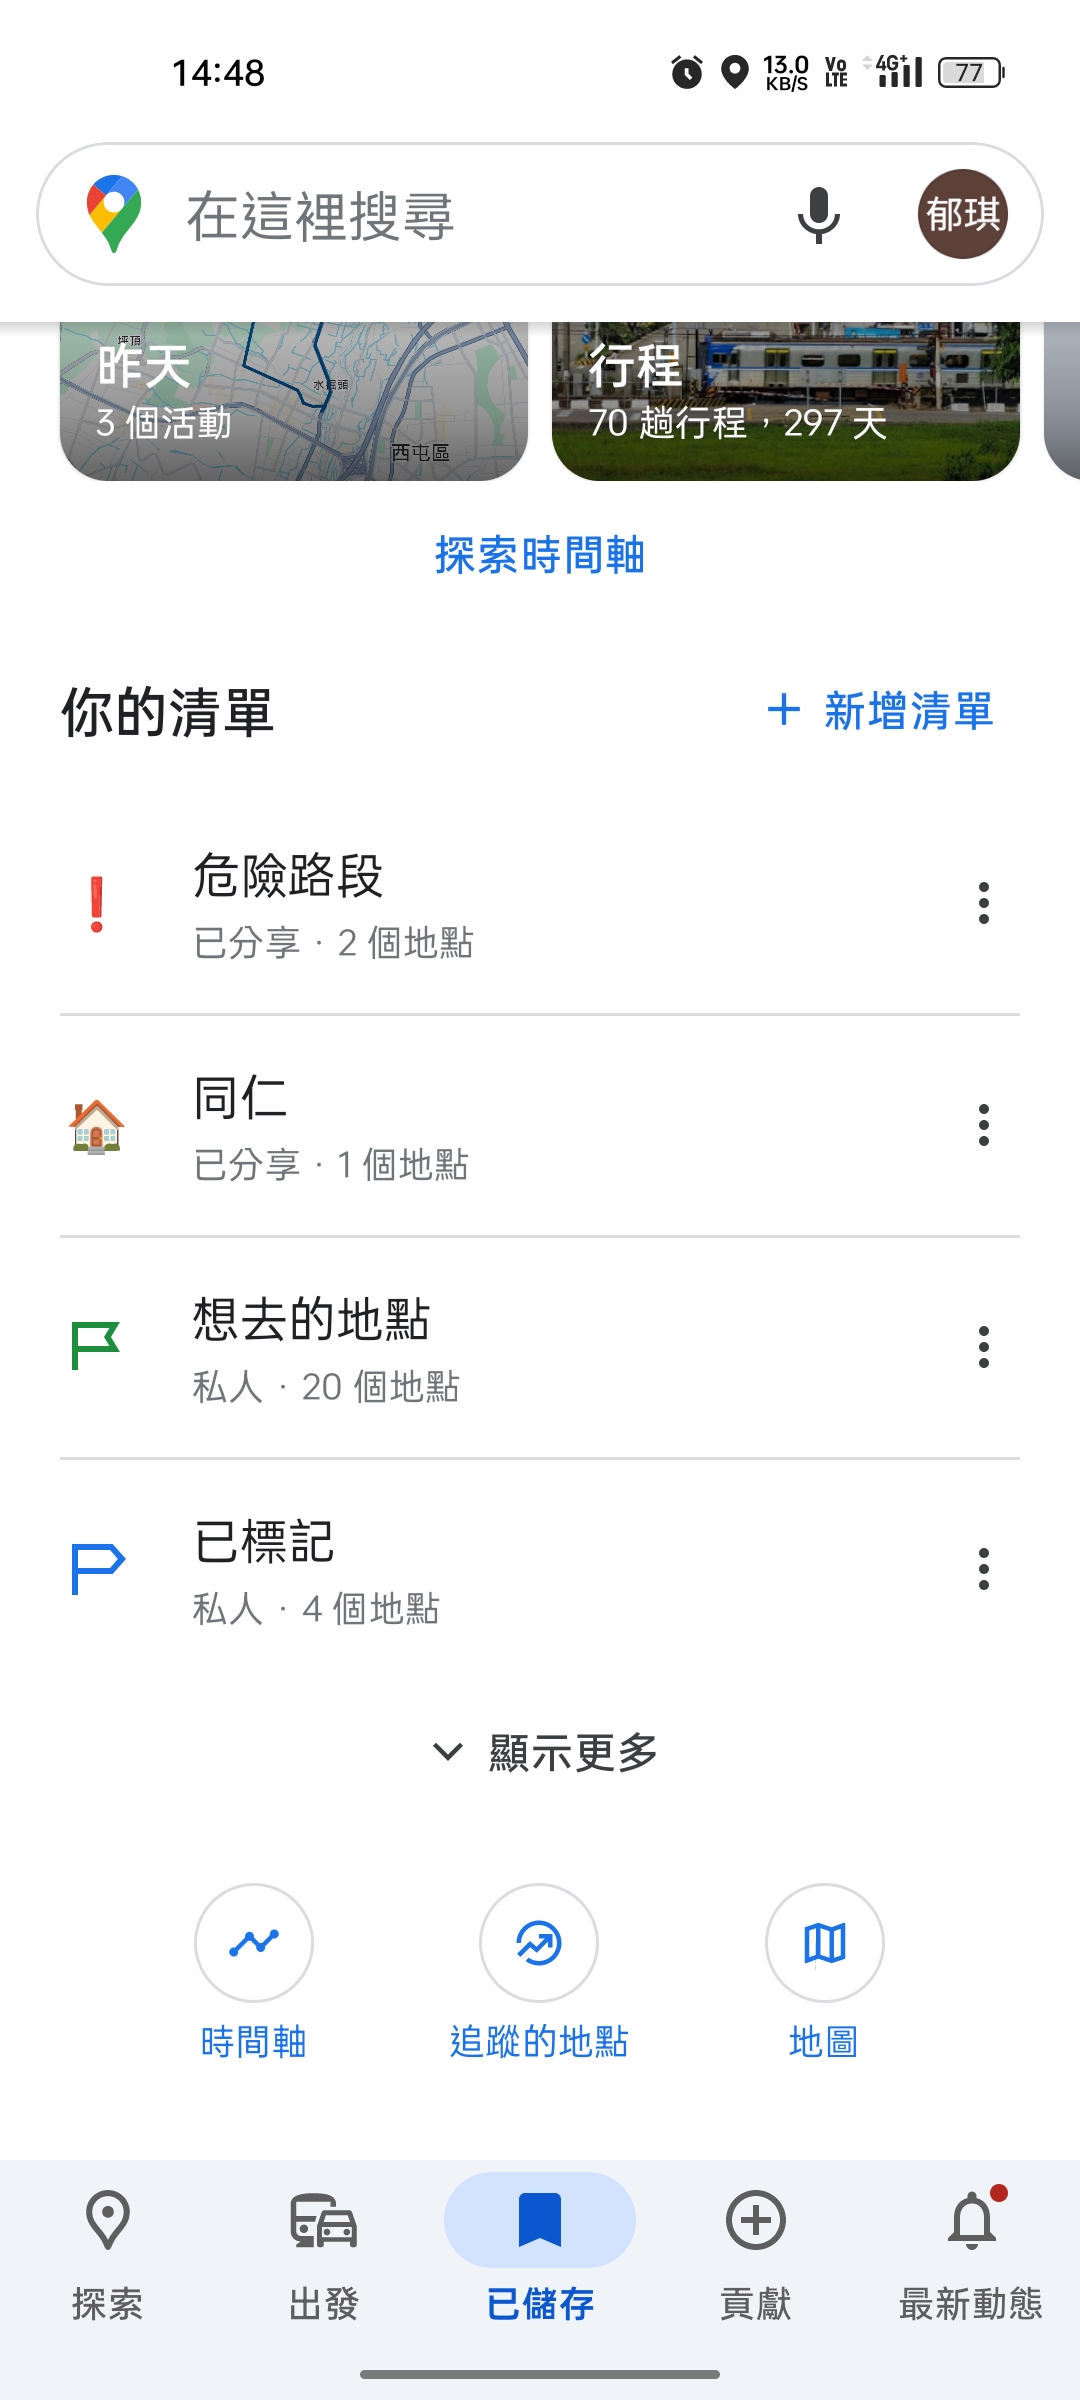 14:48
13.0
KB/S
Vo
LTE
4G+
77
在這裡搜尋
郁琪
坪頂
昨天
水堀頭
3 個活動
西屯區
行程
70 趟行程，297 天
探索時間軸
你的清單
新增清單
危險路段
已分享 · 2 個地點
同仁
已分享 · 1 個地點
想去的地點
私人 · 20 個地點
已標記
私人 · 4 個地點
顯示更多
時間軸
追蹤的地點
地圖
探索
出發
已儲存
貢獻
最新動態